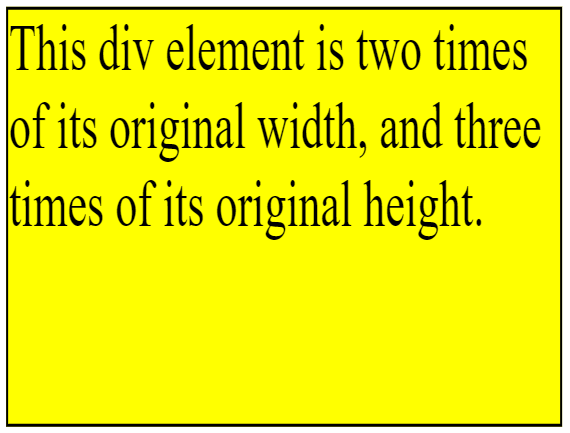 This div element is two times
of its original width, and three
times of its original height.